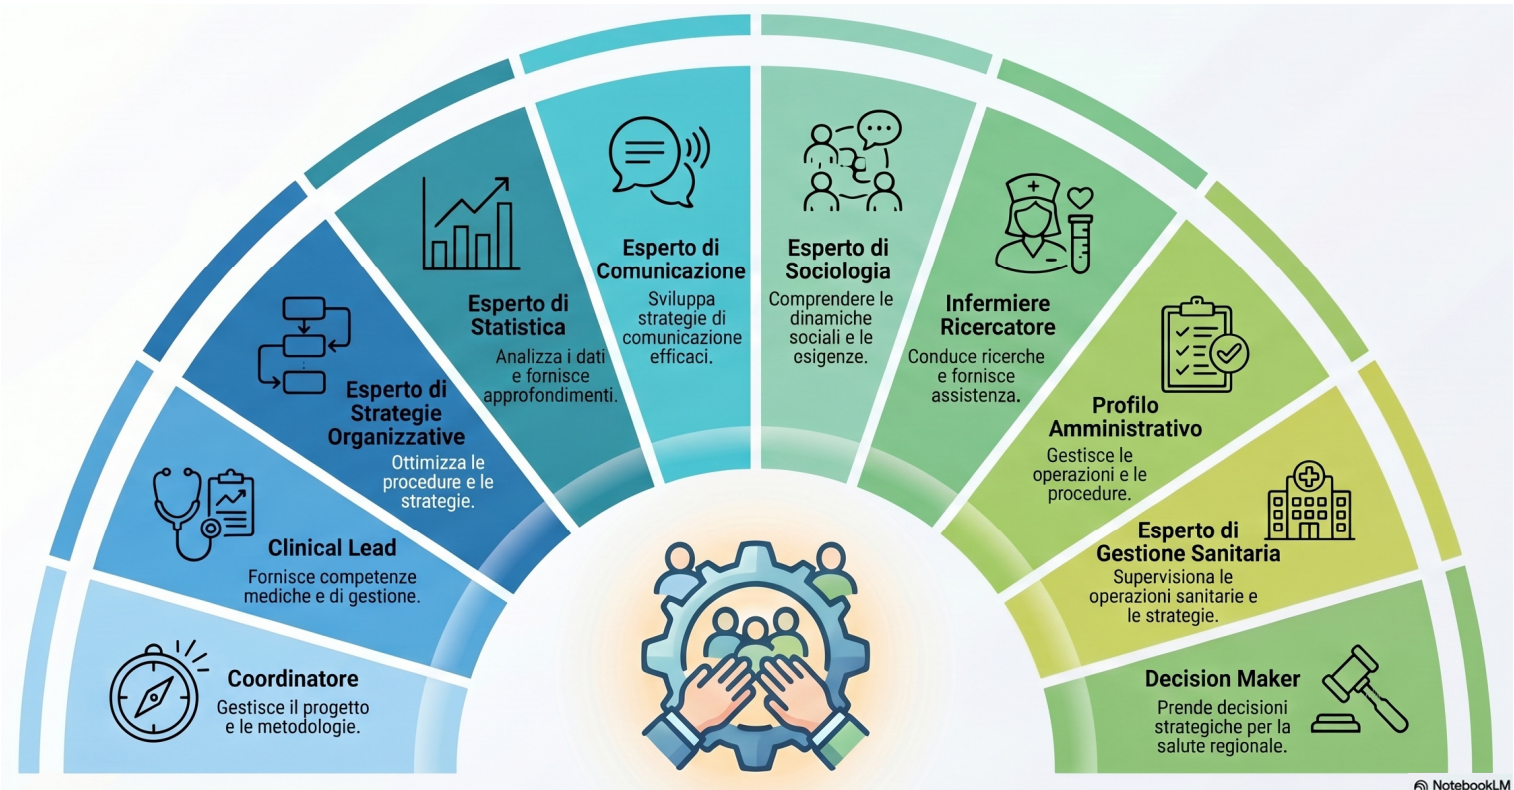 Coordinatore
Gestisce il progetto
e le metodologie.
Clinical Lead
Fornisce competenze
mediche e di gestione.
Esperto di
Strategie
Organizzative
Ottimizza le
procedure e le
strategie.
Esperto di
Statistica
Analizza i dati
e fornisce
approfondimenti.
Esperto di
Comunicazione
Sviluppa
strategie di
comunicazione
efficaci.
Esperto di
Sociologia
Comprendere le
dinamiche
sociali e le
osigenze.
Infermiere
Ricercatore
Conduce ricerche
e fornisce
assistenza.
Profilo
Amministrativo
Gestisce le
operazioni e le
procedure.
Esperto di
Gestione Sanitaria
Supervisiona le
operazioni sanitarie e
le strategie.
Decision Maker
Prende decisioni
strategiche per la
salute regionale.
NotebookLM